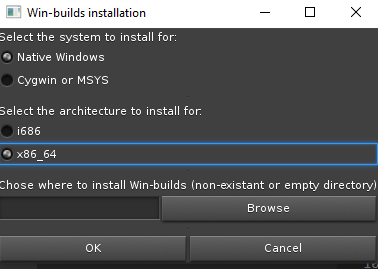 Win-builds installation
Select the system to install for:
Native Windows
Cygwin or MSYS
Select the architecture to install for:
i686
x86_64
Chose where to install Win-builds (non-existant or empty directory)
Browse
OK
Cancel